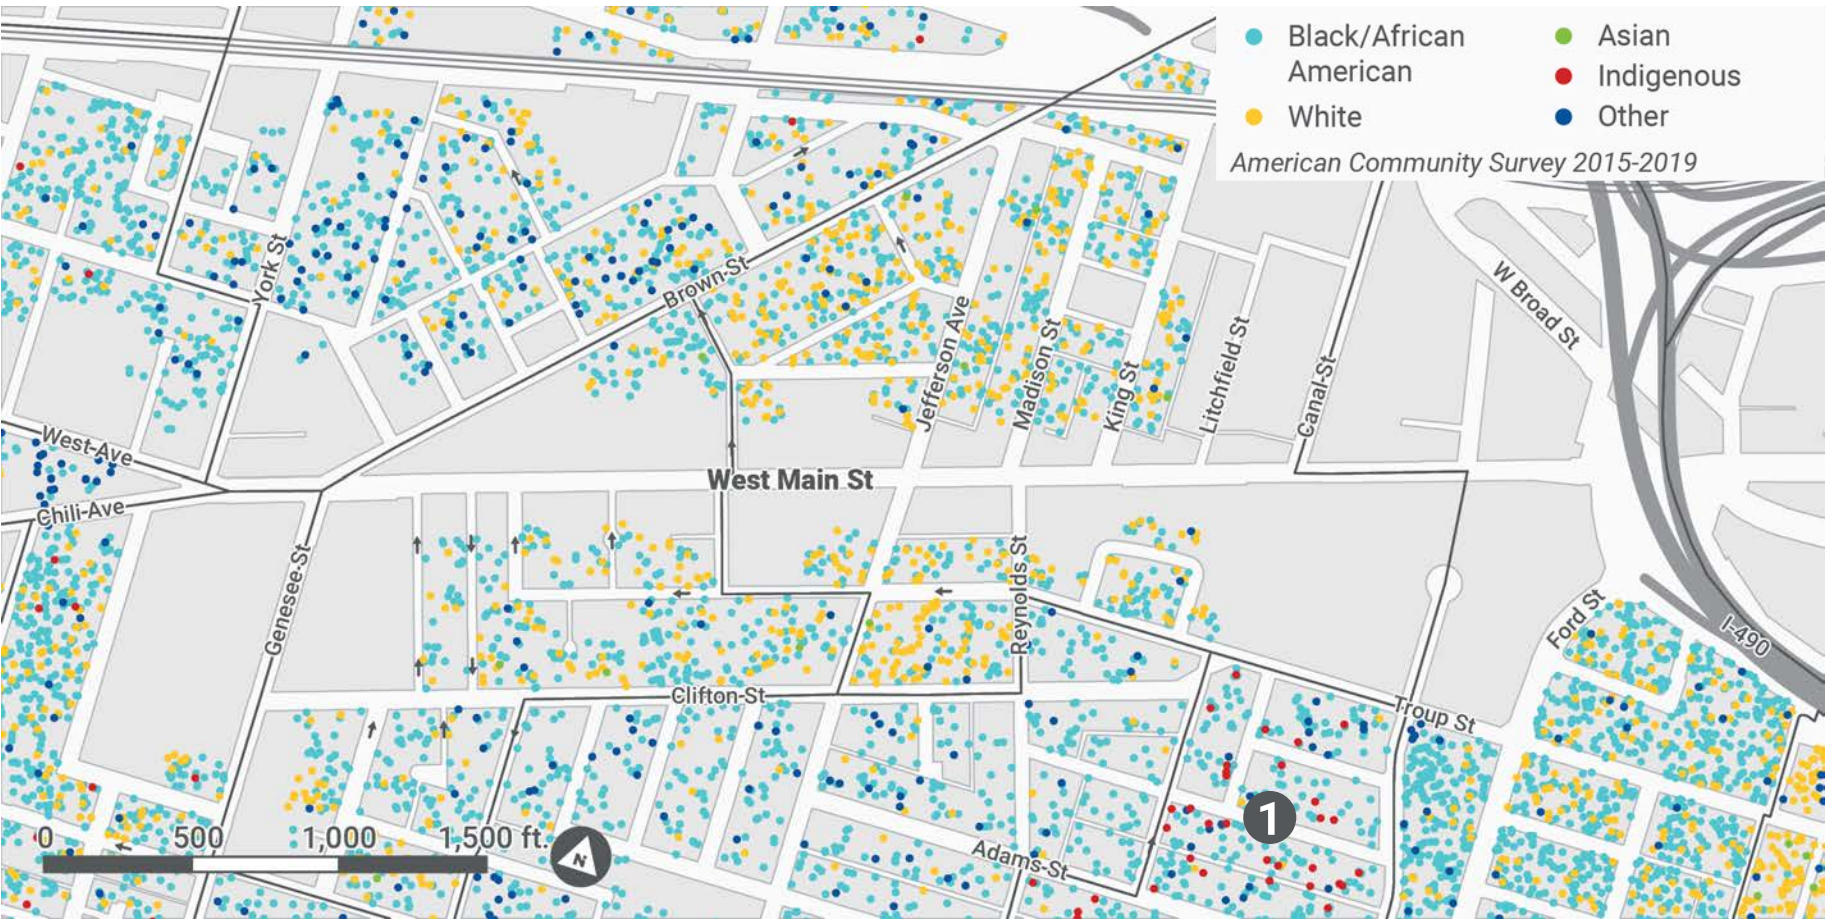 Black/African
American
White
Asian
Indigenous
Other
American Community Survey 2015-2019
York St
Brown St
Jefferson Ave
Madison St
King St
Litchfield St
Canal St
W Broad St
West Ave
Chili Ave
West Main St
Genesee St
Reynolds St
Ford St
I-490
Clifton St
Troup St
Adams St
1
0 500 1,000 1,500 ft.
N